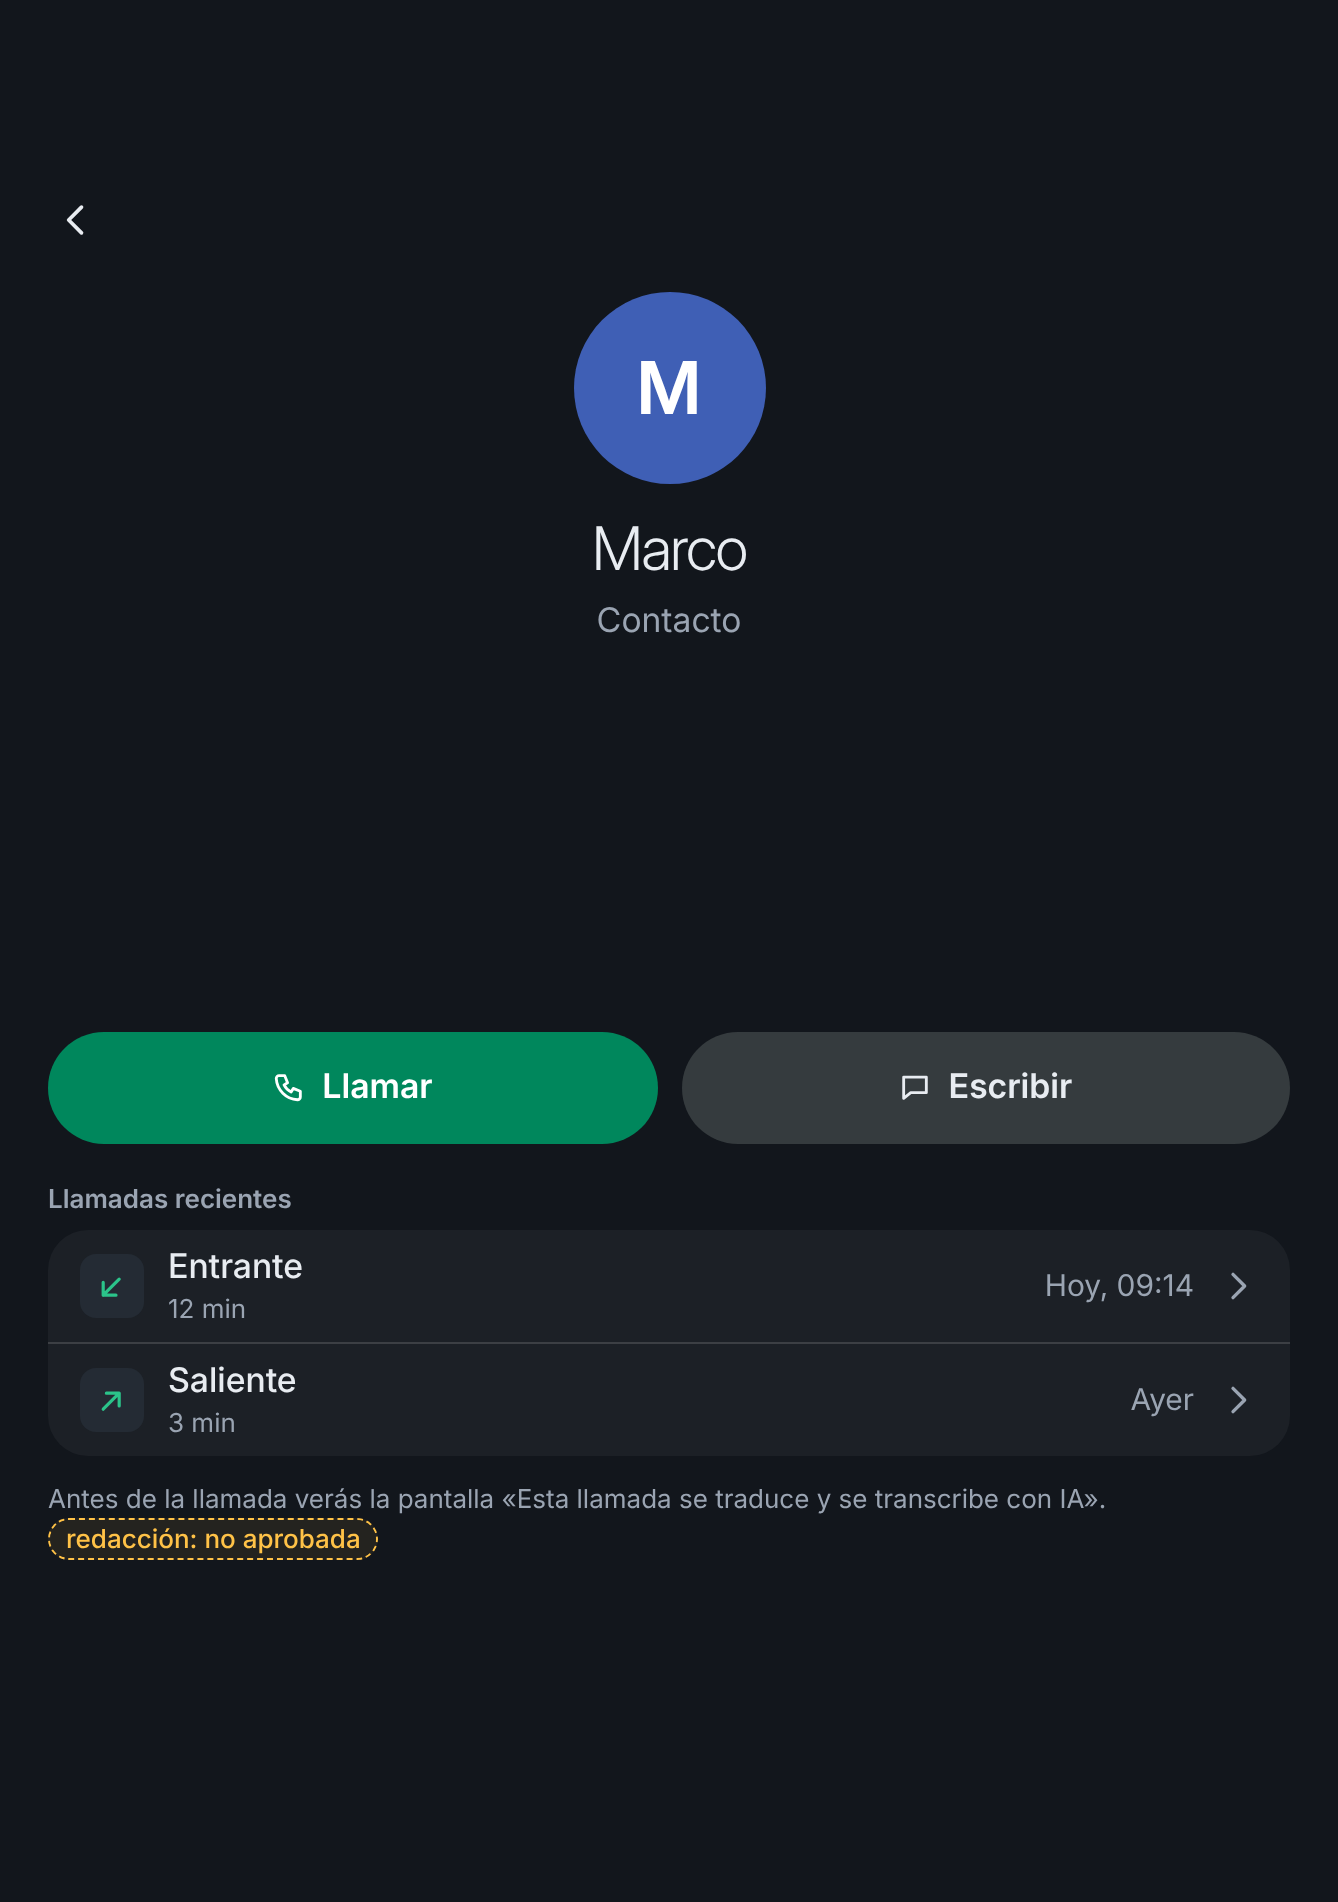 M
Marco
Contacto
Llamar
Escribir
Llamadas recientes
Entrante
12 min
Hoy, 09:14
Saliente
3 min
Ayer
Antes de la llamada verás la pantalla «Esta llamada se traduce y se transcribe con IA».
redacción: no aprobada